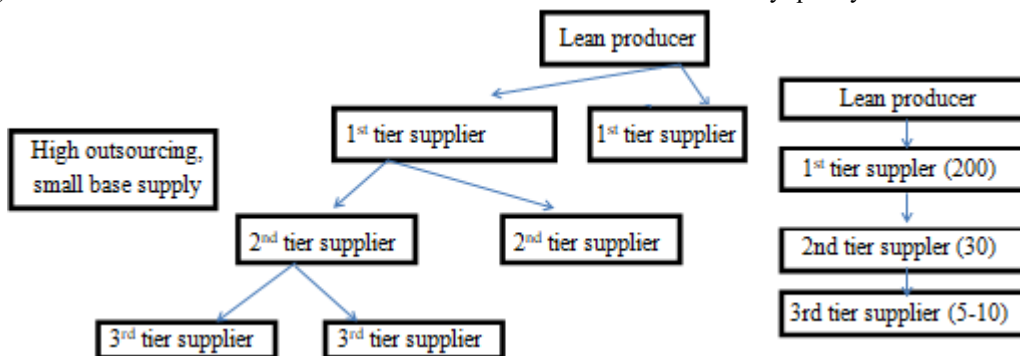 Lean producer
1st tier supplier
1st tier supplier
High outsourcing,
small base supply
2nd tier supplier
2nd tier supplier
3rd tier supplier
3rd tier supplier
Lean producer
1st tier suppler (200)
2nd tier suppler (30)
3rd tier supplier (5-10)